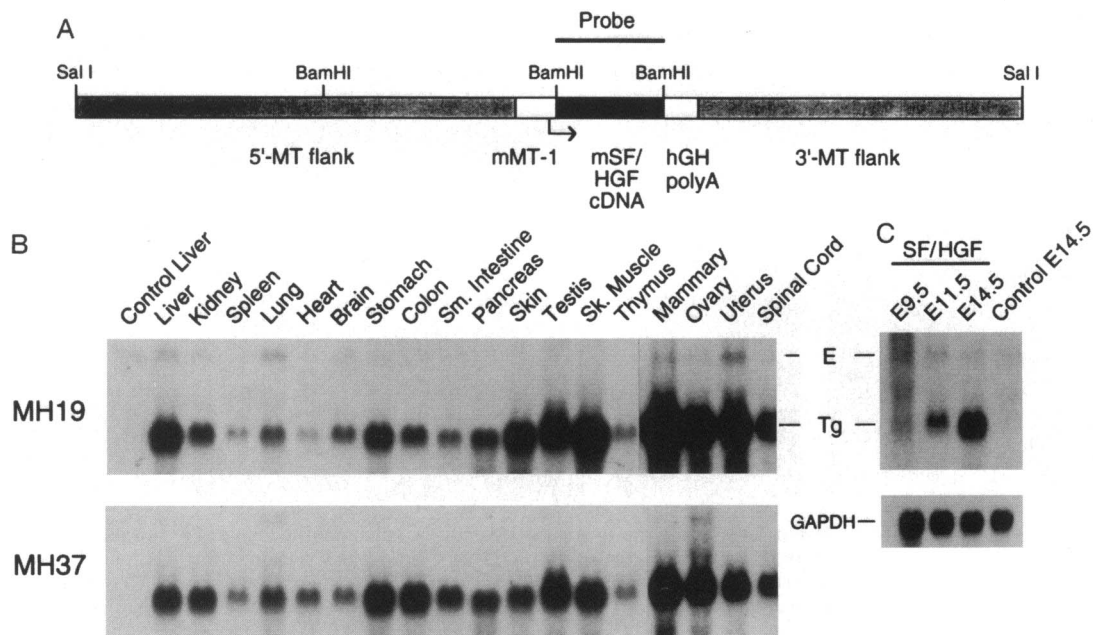 A
Probe
Sal I
BamHI
BamHI
BamHI
Sal I
5'-MT flank
mMT-1
mSF/
HGF
cDNA
hGH
polyA
3'-MT flank
B
Control Liver
Liver
Kidney
Spleen
Lung
Heart
Brain
Stomach
Colon
Sm. Intestine
Pancreas
Skin
Testis
Sk. Muscle
Thymus
Mammary
Ovary
Uterus
Spinal Cord
MH19
MH37
C
SF/HGF
E9.5
E11.5
E14.5
Control E14.5
E
Tg
GAPDH